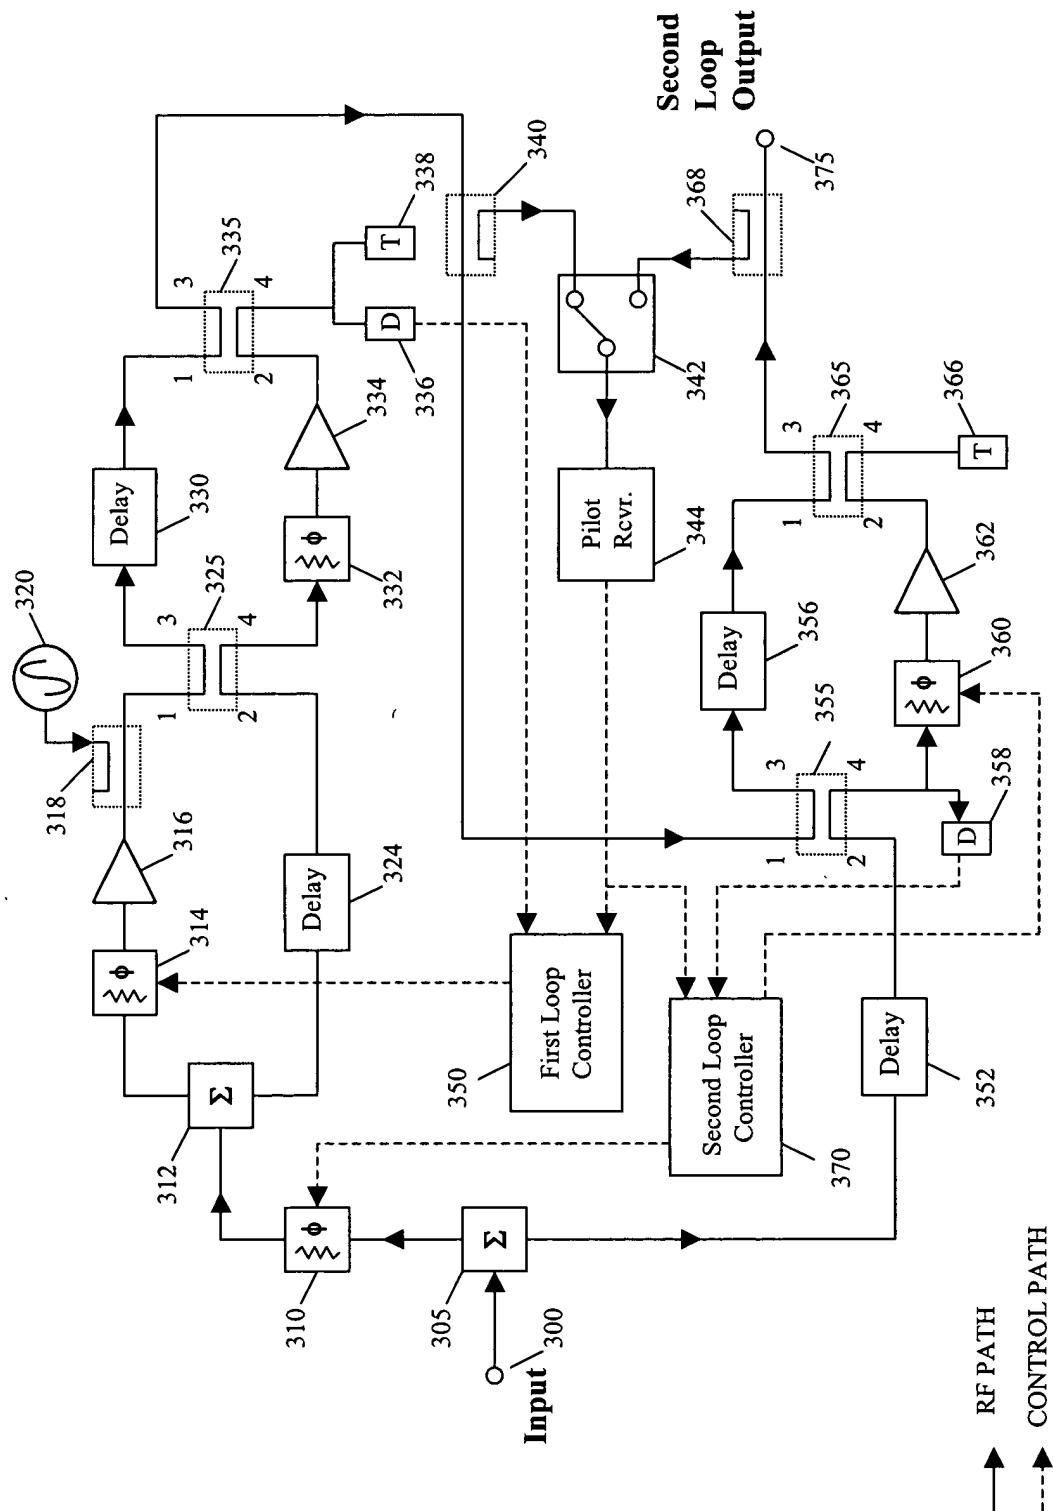 320
318
316
314
312
310
305
300
Input
Σ
ϕ
Σ
ϕ
Delay
324
1
2
3
4
325
Delay
330
ϕ
332
334
1
2
3
4
335
D
336
T
338
340
342
Pilot
Rcvr.
344
First Loop
Controller
350
Second Loop
Controller
370
Delay
352
1
2
3
4
355
Delay
356
D
358
ϕ
360
362
1
2
3
4
365
T
366
368
375
Second
Loop
Output
RF PATH
CONTROL PATH